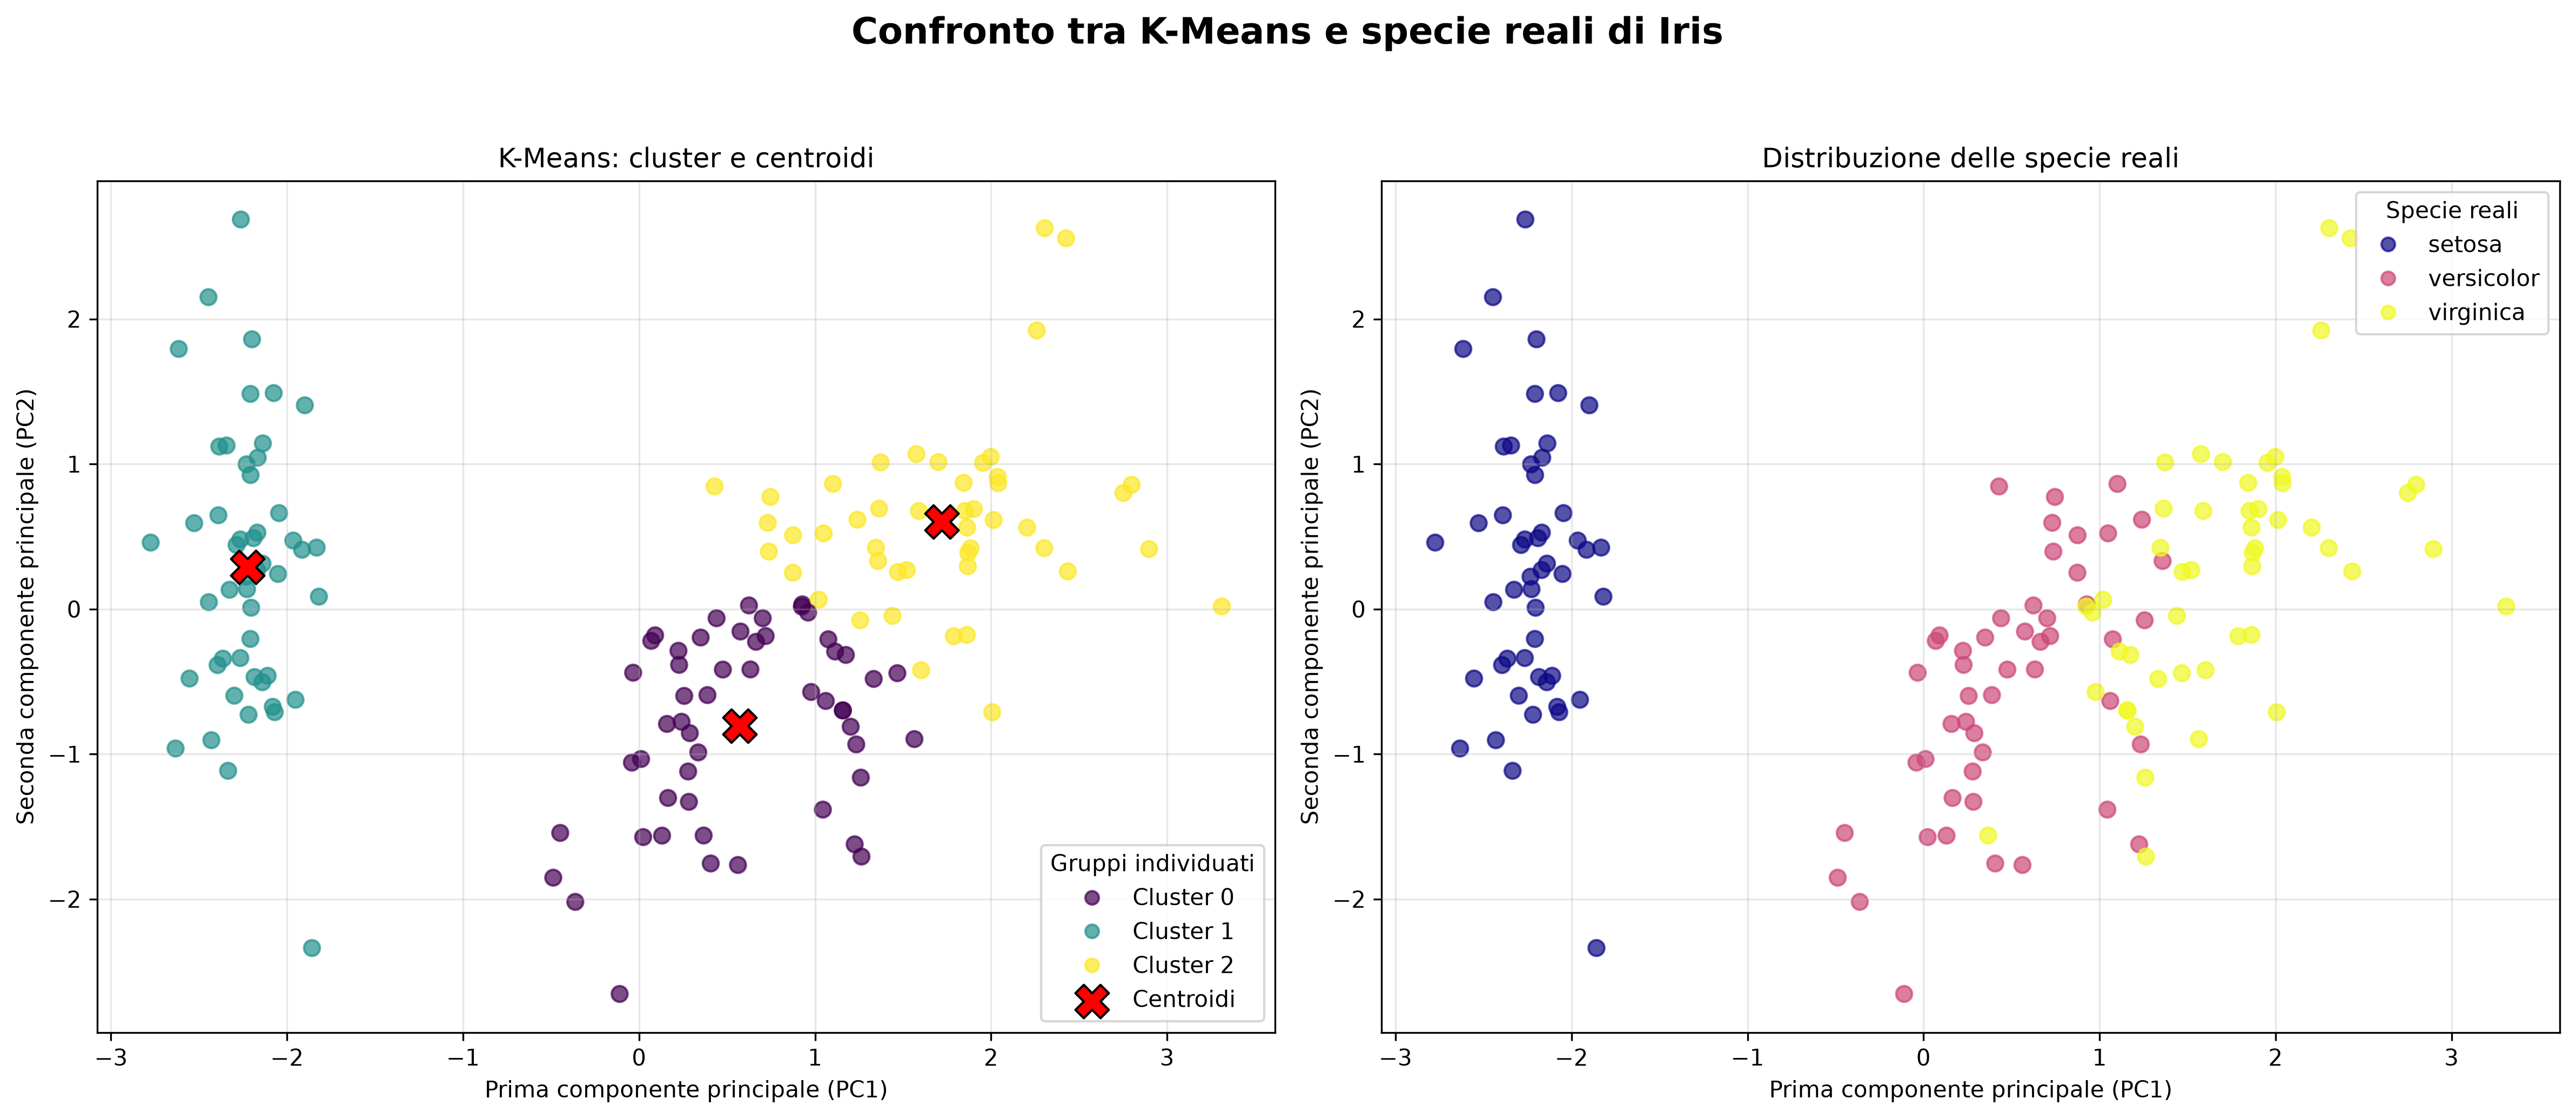 Confronto tra K-Means e specie reali di Iris
K-Means: cluster e centroidi
Seconda componente principale (PC2)
2
1
0
−1
−2
−3
−2
−1
0
1
2
3
Prima componente principale (PC1)
Gruppi individuati
Cluster 0
Cluster 1
Cluster 2
Centroidi
Distribuzione delle specie reali
Seconda componente principale (PC2)
2
1
0
−1
−2
−3
−2
−1
0
1
2
3
Prima componente principale (PC1)
Specie reali
setosa
versicolor
virginica